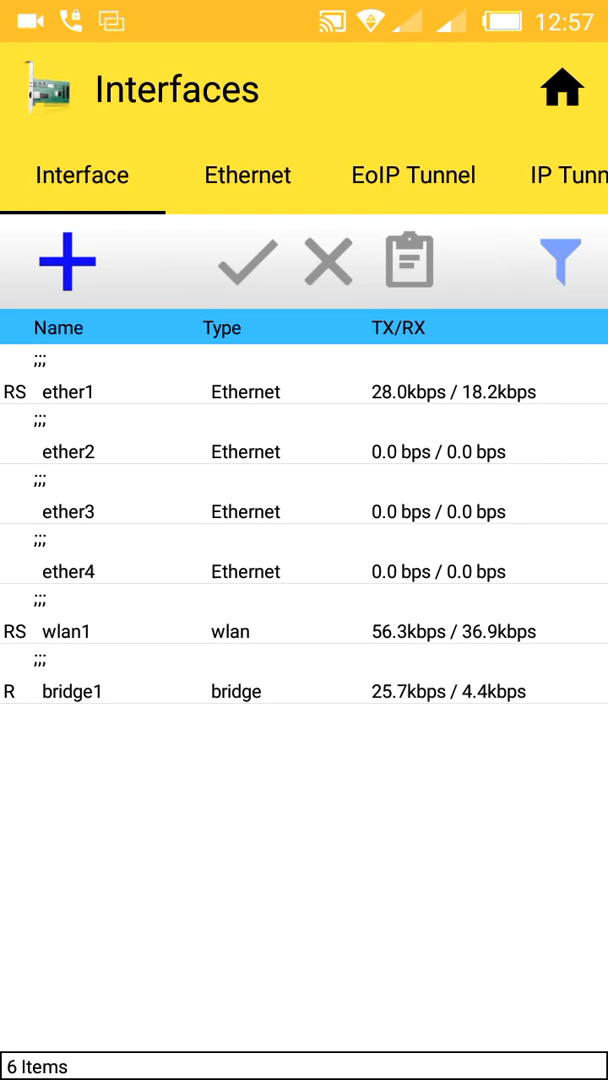 12:57
Interfaces
Interface Ethernet EoIP Tunnel IP Tunn
Name Type TX/RX
;;;
RS ether1 Ethernet 28.0kbps / 18.2kbps
;;;
ether2 Ethernet 0.0 bps / 0.0 bps
;;;
ether3 Ethernet 0.0 bps / 0.0 bps
;;;
ether4 Ethernet 0.0 bps / 0.0 bps
;;;
RS wlan1 wlan 56.3kbps / 36.9kbps
;;;
R bridge1 bridge 25.7kbps / 4.4kbps
6 Items